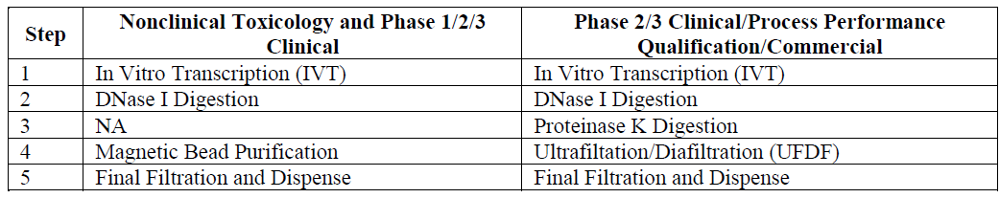 Step Nonclinical Toxicology and Phase 1/2/3 Clinical Phase 2/3 Clinical/Process Performance Qualification/Commercial
1 In Vitro Transcription (IVT) In Vitro Transcription (IVT)
2 DNase I Digestion DNase I Digestion
3 NA Proteinase K Digestion
4 Magnetic Bead Purification Ultrafiltation/Diafiltration (UFDF)
5 Final Filtration and Dispense Final Filtration and Dispense